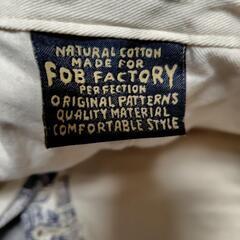 NATURAL COTTON
MADE FOR
FOB FACTORY
PERFECTION
ORIGINAL PATTERNS
QUALITY MATERIAL
COMFORTABLE STYLE